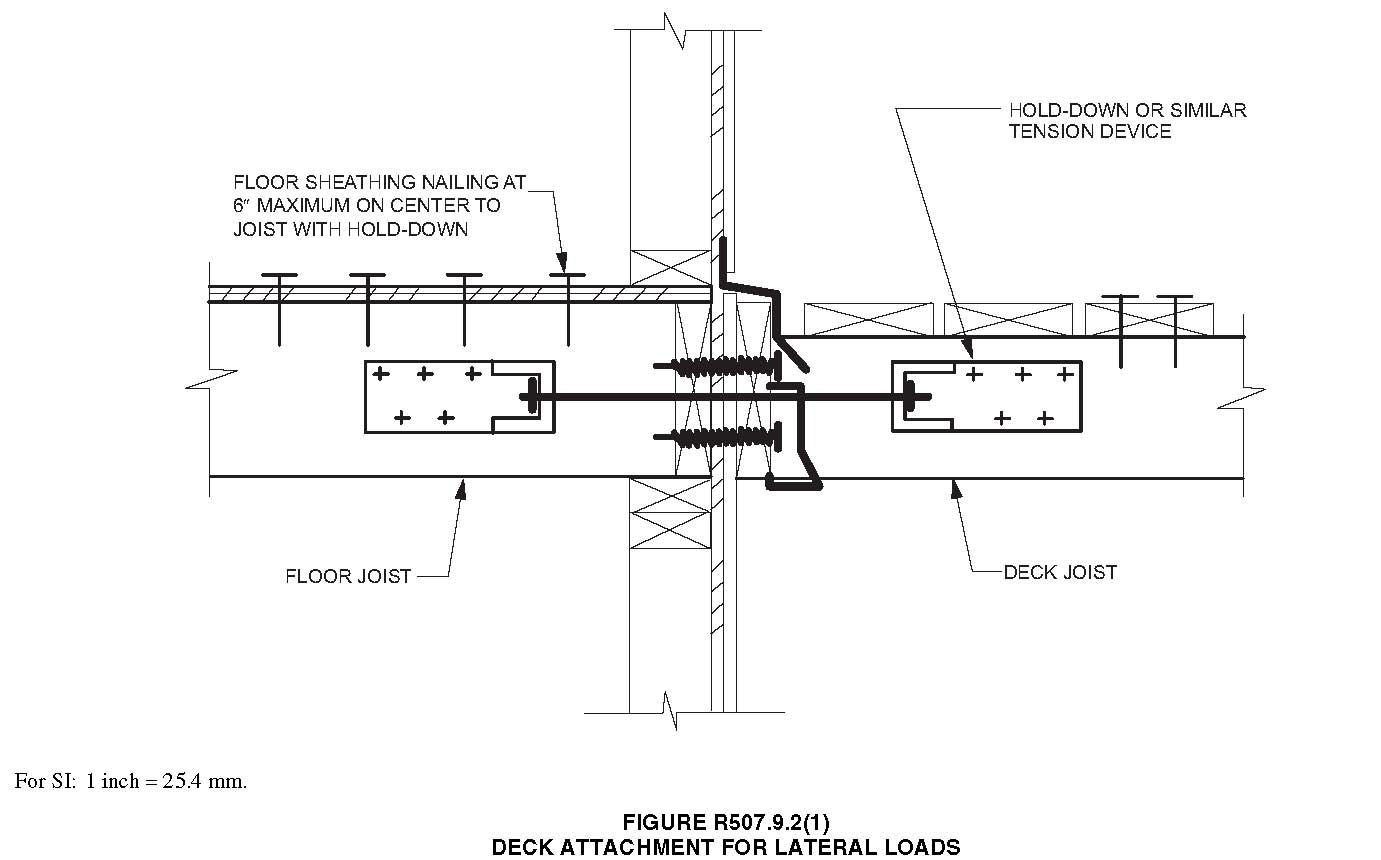 HOLD-DOWN OR SIMILAR
TENSION DEVICE
FLOOR SHEATHING NAILING AT
6″ MAXIMUM ON CENTER TO
JOIST WITH HOLD-DOWN
FLOOR JOIST
DECK JOIST
For SI: 1 inch = 25.4 mm.
FIGURE R507.9.2(1)
DECK ATTACHMENT FOR LATERAL LOADS